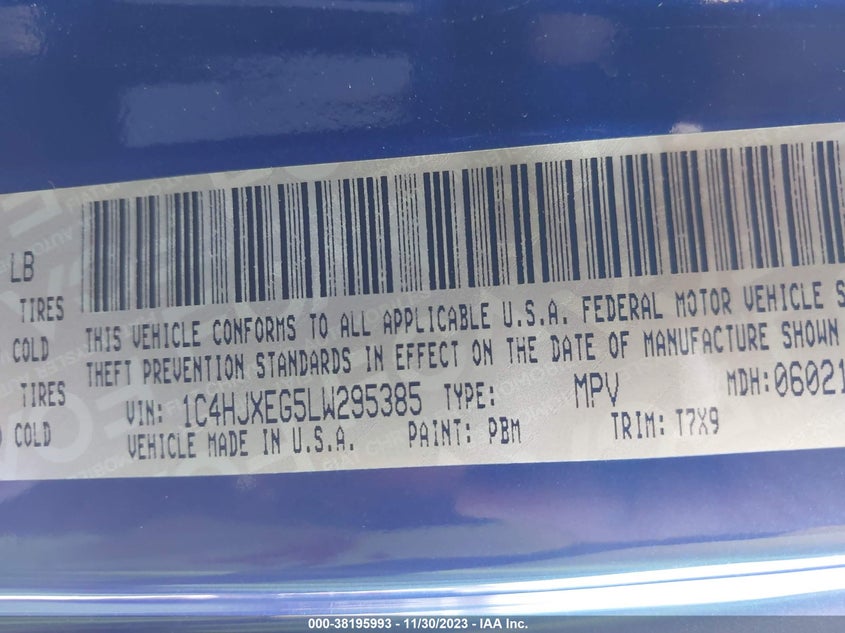 LB
TIRES
COLD
TIRES
COLD
THIS VEHICLE CONFORMS TO ALL APPLICABLE U.S.A. FEDERAL MOTOR VEHICLE S
THEFT PREVENTION STANDARDS IN EFFECT ON THE DATE OF MANUFACTURE SHOWN
VIN: 1C4HJXEG5LW295385 TYPE: MPV MDH: 06021
VEHICLE MADE IN U.S.A. PAINT: PBM TRIM: T7X9
000-38195993 - 11/30/2023 - IAA Inc.